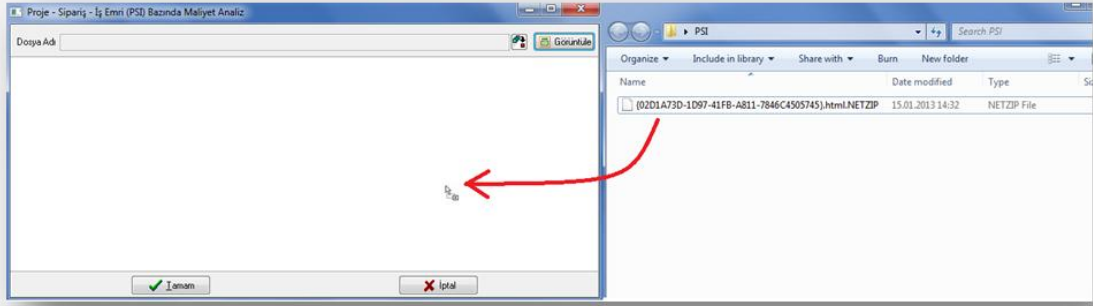 Proje - Sipariş - İş Emri (PSI) Bazında Maliyet Analiz
Dosya Adı
Görüntüle
Tamam
İptal
PSI
Search PSI
Organize
Include in library
Share with
Burn
New folder
Name
Date modified
Type
{02D1A73D-1D97-41FB-A811-7846C4505745}.html.NETZIP
15.01.2013 14:32
NETZIP File